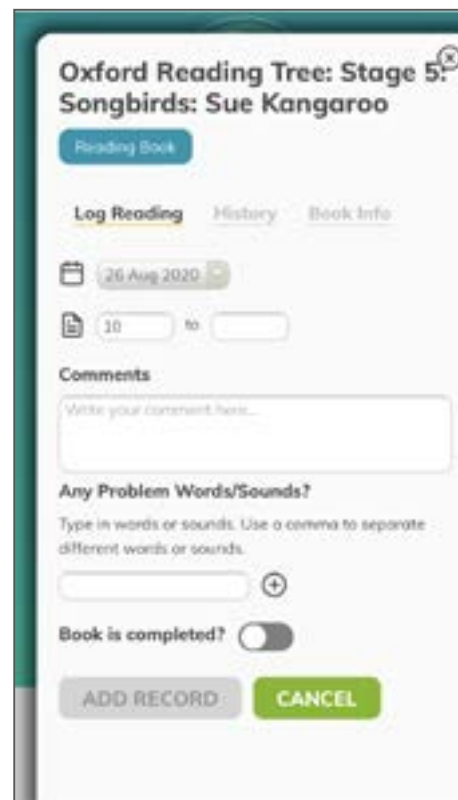 Oxford Reading Tree: Stage 5:
Songbirds: Sue Kangaroo
Reading Book
Log Reading History Book Info
26 Aug 2020
10 to
Comments
Write your comment here...
Any Problem Words/Sounds?
Type in words or sounds. Use a comma to separate
different words or sounds.
Book is completed?
ADD RECORD CANCEL